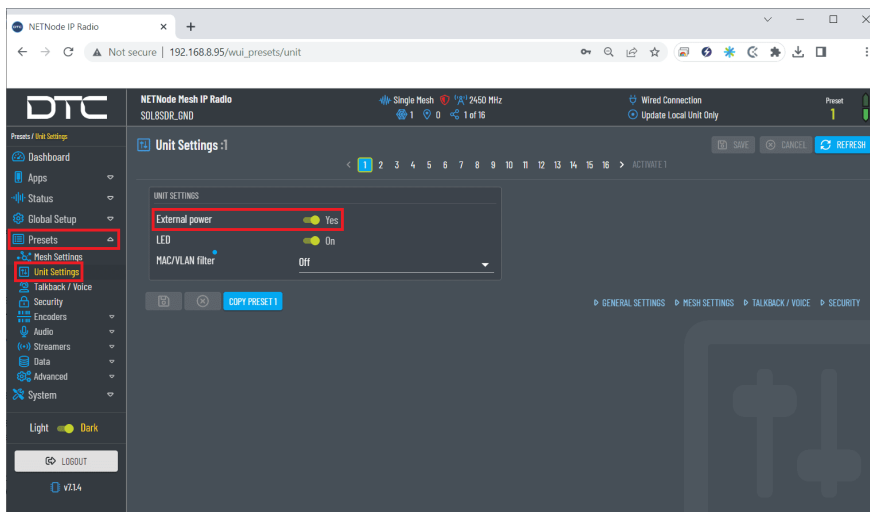 NETNode IP Radio
Not secure | 192.168.8.95/wui_presets/unit
DTC
NETNode Mesh IP Radio
SOL8SDR_GND
Single Mesh 2450 MHz
1 0 1 of 16
Wired Connection
Update Local Unit Only
Preset
1
Presets / Unit Settings
Unit Settings :1
SAVE CANCEL REFRESH
< 1 2 3 4 5 6 7 8 9 10 11 12 13 14 15 16 > ACTIVATE 1
Dashboard
Apps
Status
Global Setup
Presets
Mesh Settings
Unit Settings
Talkback / Voice
Security
Encoders
Audio
Streamers
Data
Advanced
System
Light Dark
LOGOUT
v7.1.4
UNIT SETTINGS
External power Yes
LED On
MAC/VLAN filter Off
COPY PRESET 1
GENERAL SETTINGS MESH SETTINGS TALKBACK / VOICE SECURITY